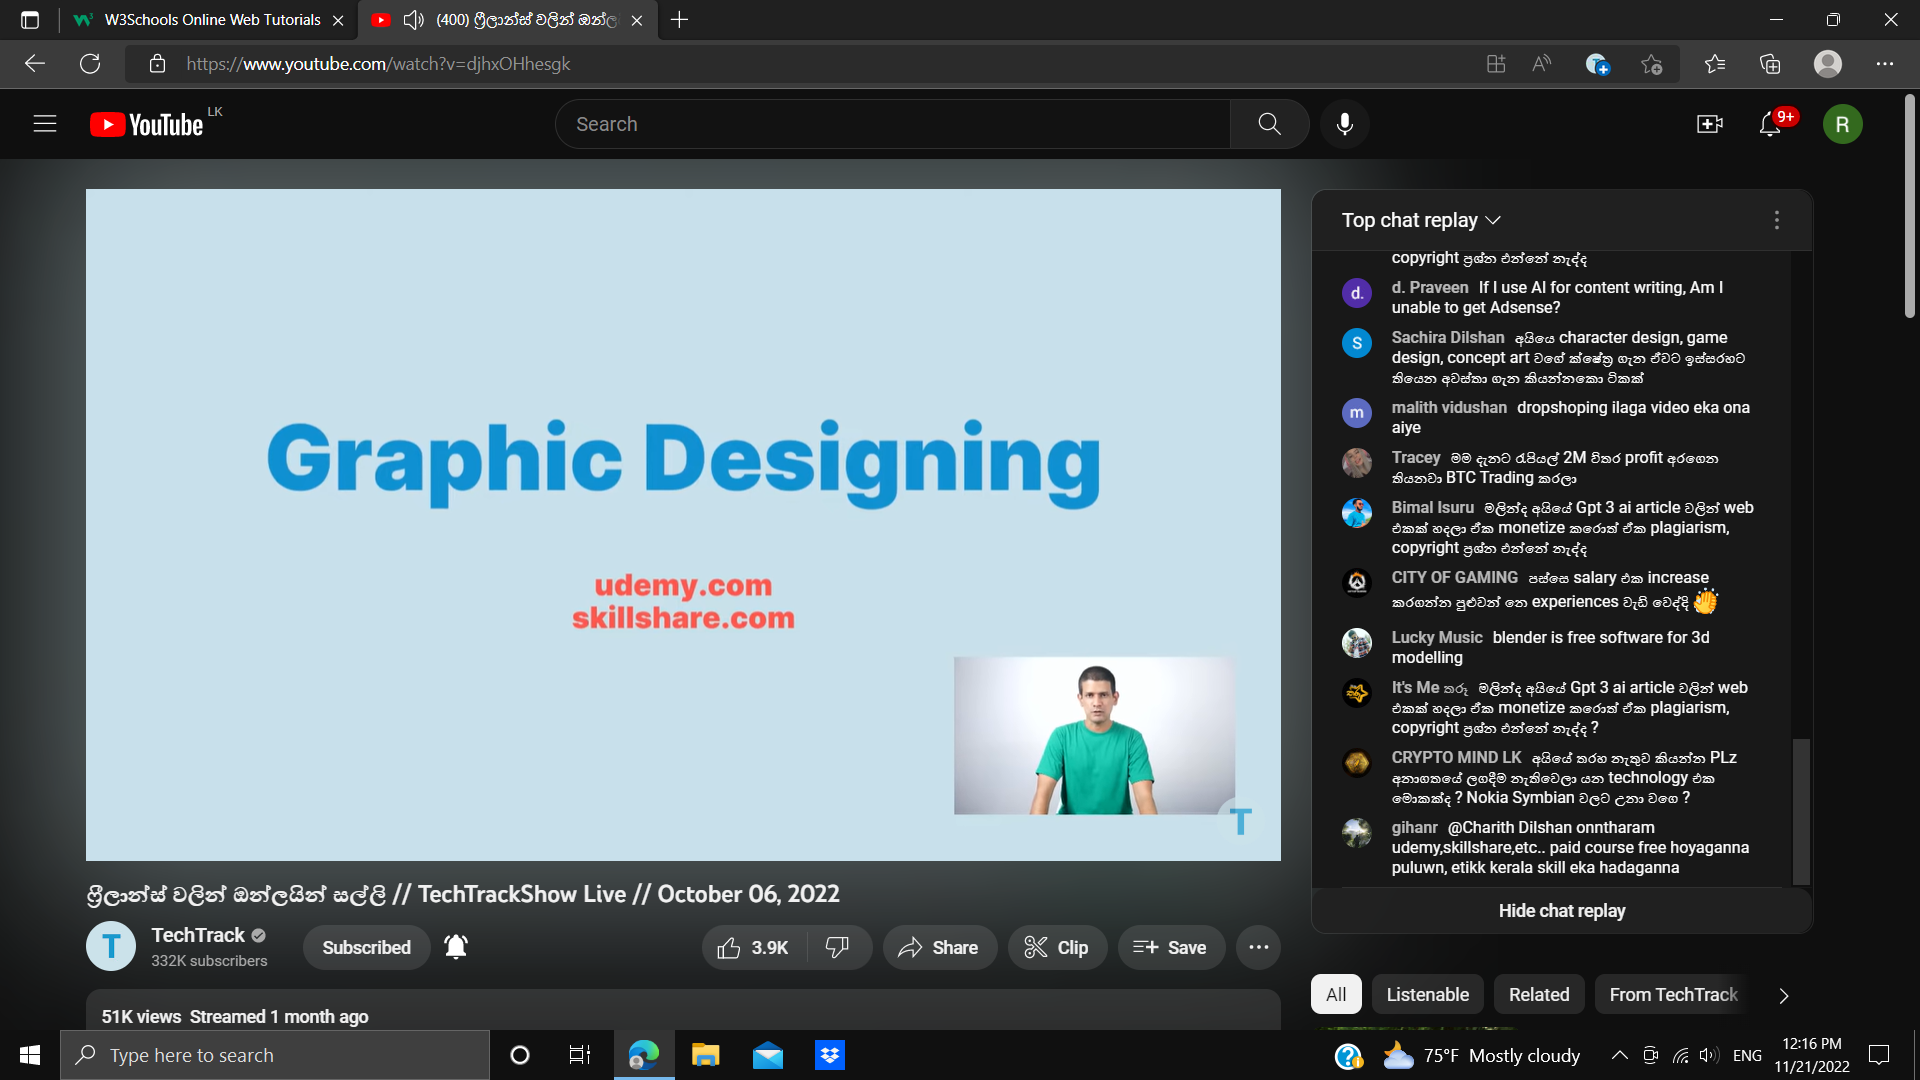 W3Schools Online Web Tutorials
(400) ෆ්‍රීලාන්ස් වලින් ඔන්ල
https://www.youtube.com/watch?v=djhxOHhesgk
YouTube LK
Search
9+
R
Graphic Designing
udemy.com
skillshare.com
T
Top chat replay
copyright ප්‍රශ්න එන්නේ නැද්ද
d. d. Praveen If I use AI for content writing, Am I
unable to get Adsense?
S Sachira Dilshan අයියෙ character design, game
design, concept art වගේ ක්ෂේත්‍ර ගැන ඒවට ඉස්සරහට
තියෙන අවස්තා ගැන කියන්නකො ටිකක්
m malith vidushan dropshoping ilaga video eka ona
aiye
Tracey මම දැනට රුපියල් 2M විතර profit අරගෙන
තියනවා BTC Trading කරලා
Bimal Isuru මලින්ද අයියේ Gpt 3 ai article වලින් web
එකක් හදලා ඒක monetize කරොත් ඒක plagiarism,
copyright ප්‍රශ්න එන්නේ නැද්ද
CITY OF GAMING පස්සෙ salary එක increase
කරගන්න පුළුවන් නෙ experiences වැඩි වෙද්දි
Lucky Music blender is free software for 3d
modelling
It's Me තරූ මලින්ද අයියේ Gpt 3 ai article වලින් web
එකක් හදලා ඒක monetize කරොත් ඒක plagiarism,
copyright ප්‍රශ්න එන්නේ නැද්ද ?
CRYPTO MIND LK අයියේ තරහ නැතුව කියන්න PLz
අනාගතයේ ලගදීම නැතිවෙලා යන technology එක
මොකක්ද ? Nokia Symbian වලට උනා වගෙ ?
gihanr @Charith Dilshan onntharam
udemy,skillshare,etc.. paid course free hoyaganna
puluwn, etikk kerala skill eka hadaganna
Hide chat replay
ෆ්‍රීලාන්ස් වලින් ඔන්ලයින් සල්ලි // TechTrackShow Live // October 06, 2022
T
TechTrack
332K subscribers
Subscribed
3.9K
Share
Clip
Save
51K views Streamed 1 month ago
All
Listenable
Related
From TechTrack
Type here to search
75°F Mostly cloudy
ENG
12:16 PM
11/21/2022